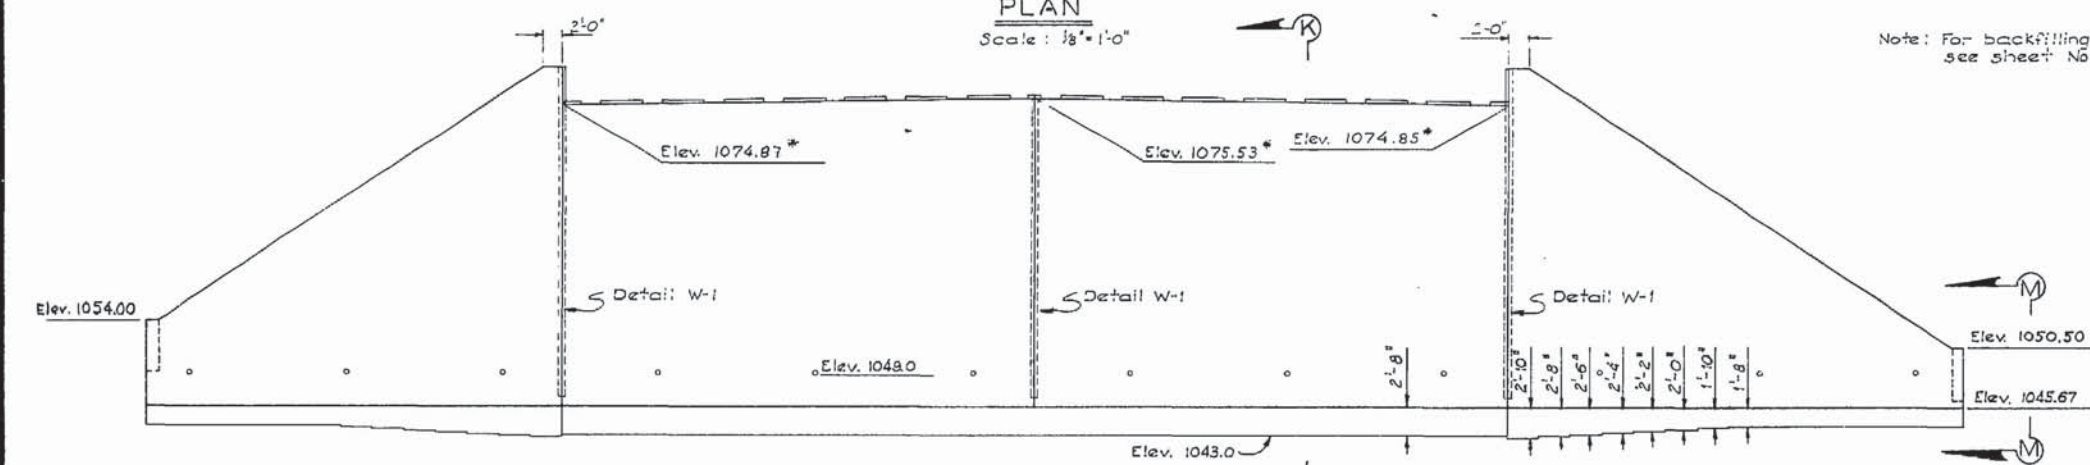 PLAN
Scale : 1/8" = 1'-0"
K
2'-0"
2'-0"
Note: For backfilling
see sheet No
Elev. 1074.87*
Elev. 1075.53*
Elev. 1074.85*
Elev. 1054.00
Detail W-1
Detail W-1
Detail W-1
M
Elev. 1050.50
Elev. 1048.0
2'-8"
2'-10"
2'-8"
2'-6"
2'-4"
2'-2"
2'-0"
1'-10"
1'-8"
Elev. 1045.67
Elev. 1043.0
M